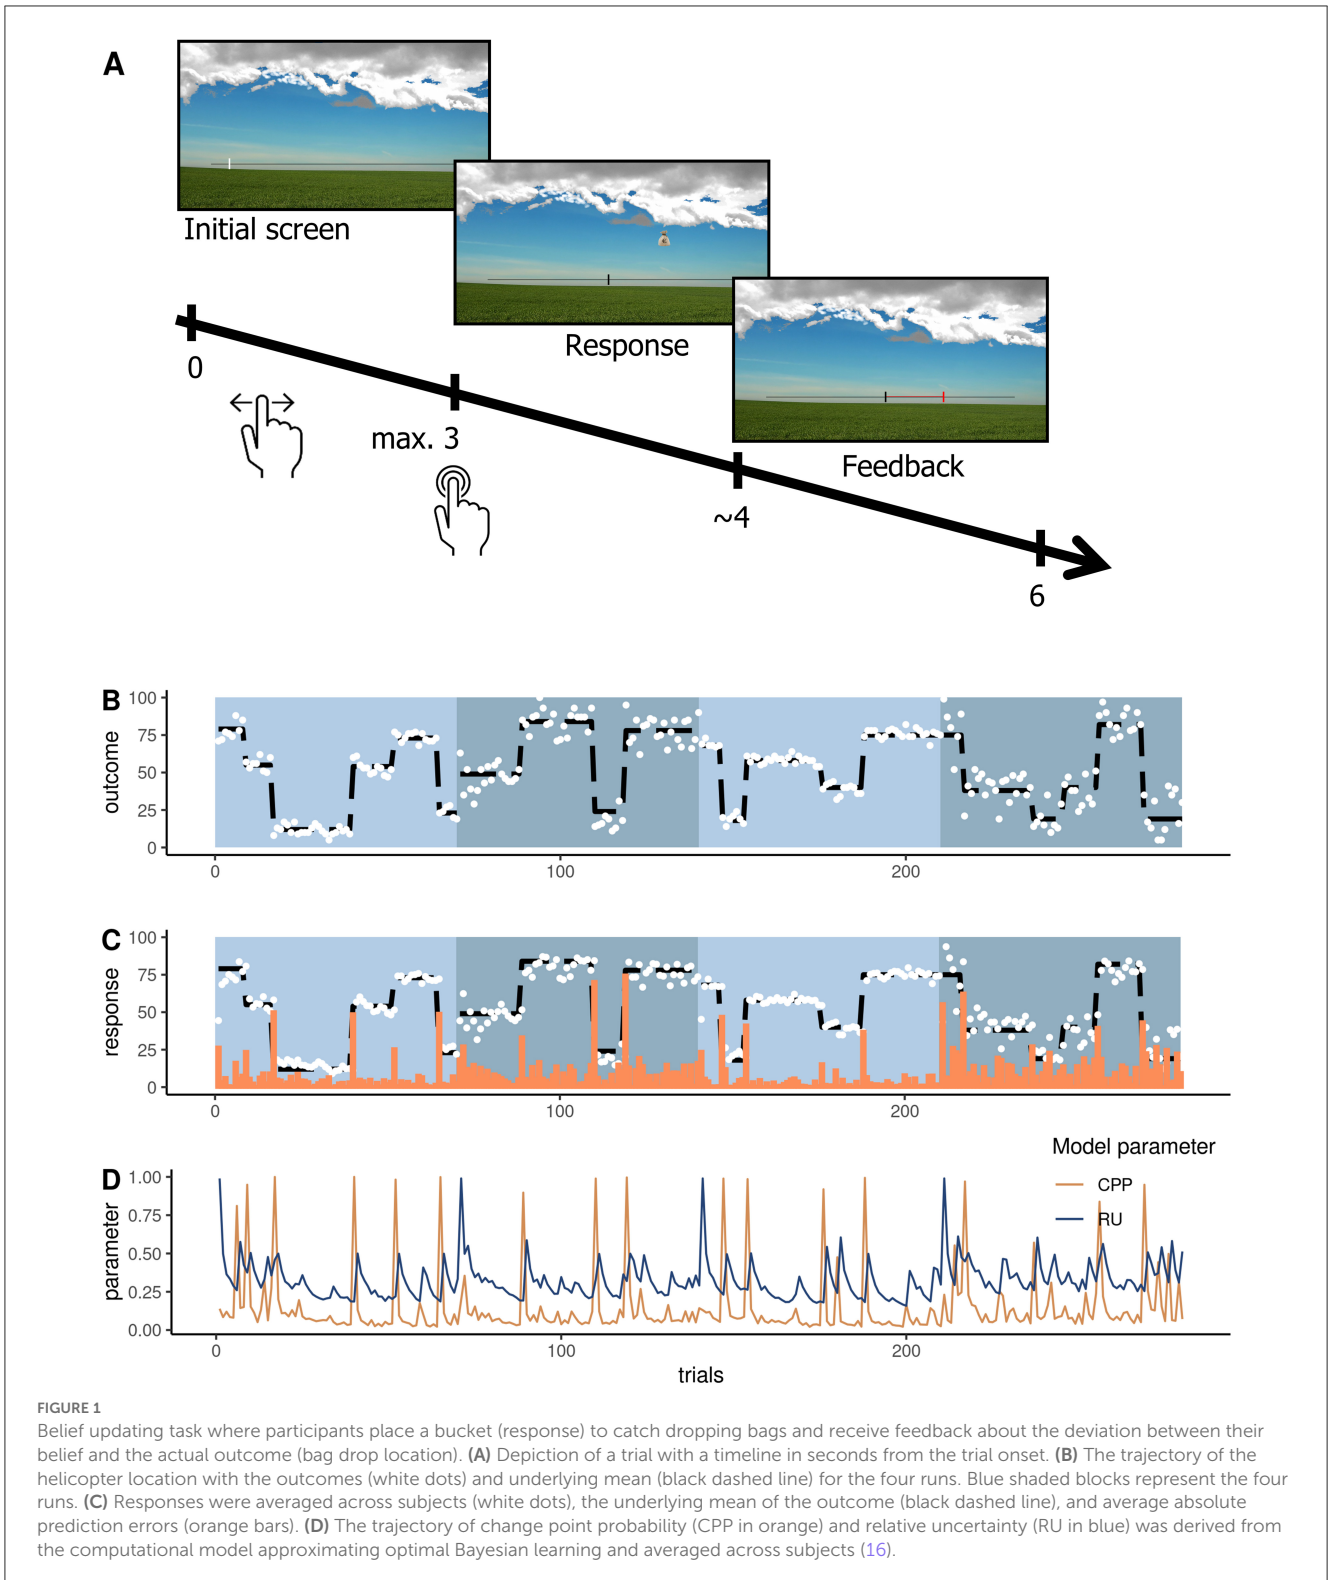 A
Initial screen
Response
Feedback
0
max. 3
~4
6
B
outcome
100
75
50
25
0
0
100
200
C
response
100
75
50
25
0
0
100
200
D
parameter
1.00
0.75
0.50
0.25
0.00
0
100
200
trials
Model parameter
CPP
RU
FIGURE 1
Belief updating task where participants place a bucket (response) to catch dropping bags and receive feedback about the deviation between their
belief and the actual outcome (bag drop location). (A) Depiction of a trial with a timeline in seconds from the trial onset. (B) The trajectory of the
helicopter location with the outcomes (white dots) and underlying mean (black dashed line) for the four runs. Blue shaded blocks represent the four
runs. (C) Responses were averaged across subjects (white dots), the underlying mean of the outcome (black dashed line), and average absolute
prediction errors (orange bars). (D) The trajectory of change point probability (CPP in orange) and relative uncertainty (RU in blue) was derived from
the computational model approximating optimal Bayesian learning and averaged across subjects (16).